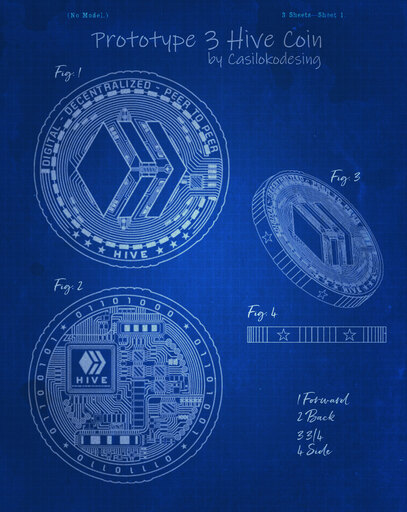 (No Model.)
3 Sheets—Sheet 1.
Prototype 3 Hive Coin
by Casilokodesing
Fig. 1
DIGITAL - DECENTRALIZED - PEER TO PEER
HIVE
Fig. 3
Fig. 2
01101000
HIVE
Fig. 4
1 Forward
2 Back
3 3/4
4 Side